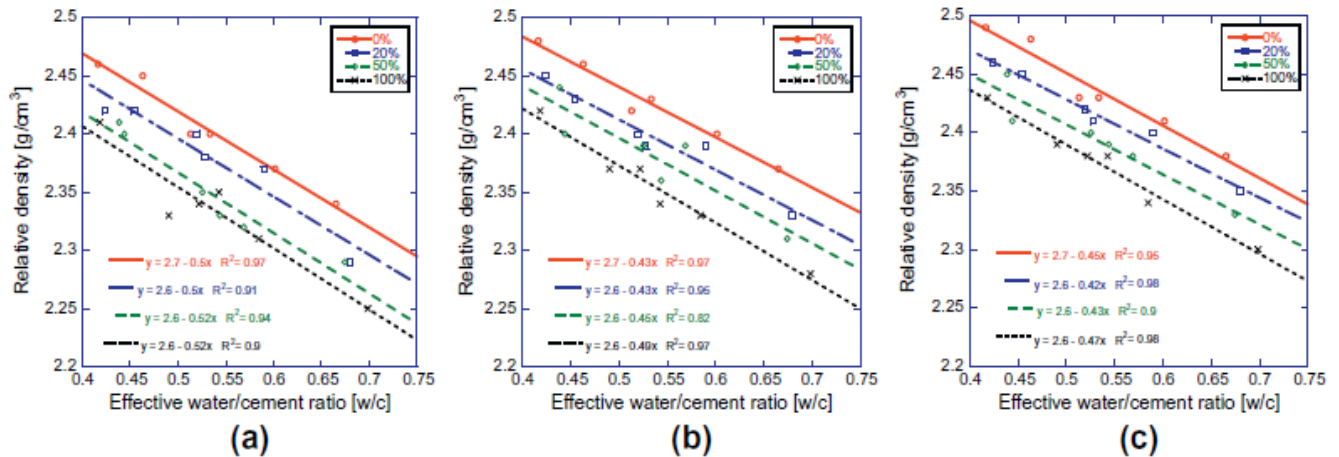 2.5
2.45
2.4
2.35
2.3
2.25
2.2
Relative density [g/cm³]
0%
20%
50%
100%
y = 2.7 - 0.5x R²= 0.97
y = 2.6 - 0.5x R²= 0.91
y = 2.6 - 0.52x R²= 0.94
y = 2.6 - 0.52x R²= 0.9
0.4 0.45 0.5 0.55 0.6 0.65 0.7 0.75
Effective water/cement ratio [w/c]
(a)
2.5
2.45
2.4
2.35
2.3
2.25
2.2
Relative density [g/cm³]
0%
20%
50%
100%
y = 2.7 - 0.43x R²= 0.97
y = 2.6 - 0.43x R²= 0.95
y = 2.6 - 0.45x R²= 0.82
y = 2.6 - 0.49x R²= 0.97
0.4 0.45 0.5 0.55 0.6 0.65 0.7 0.75
Effective water/cement ratio [w/c]
(b)
2.5
2.45
2.4
2.35
2.3
2.25
2.2
Relative density [g/cm³]
0%
20%
50%
100%
y = 2.7 - 0.45x R²= 0.95
y = 2.6 - 0.42x R²= 0.98
y = 2.6 - 0.43x R²= 0.9
y = 2.6 - 0.47x R²= 0.98
0.4 0.45 0.5 0.55 0.6 0.65 0.7 0.75
Effective water/cement ratio [w/c]
(c)